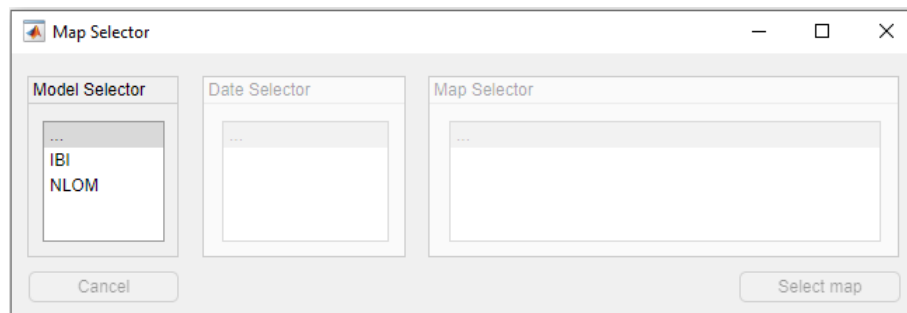 Map Selector
Model Selector
Date Selector
Map Selector
...
...
...
IBI
NLOM
Cancel
Select map